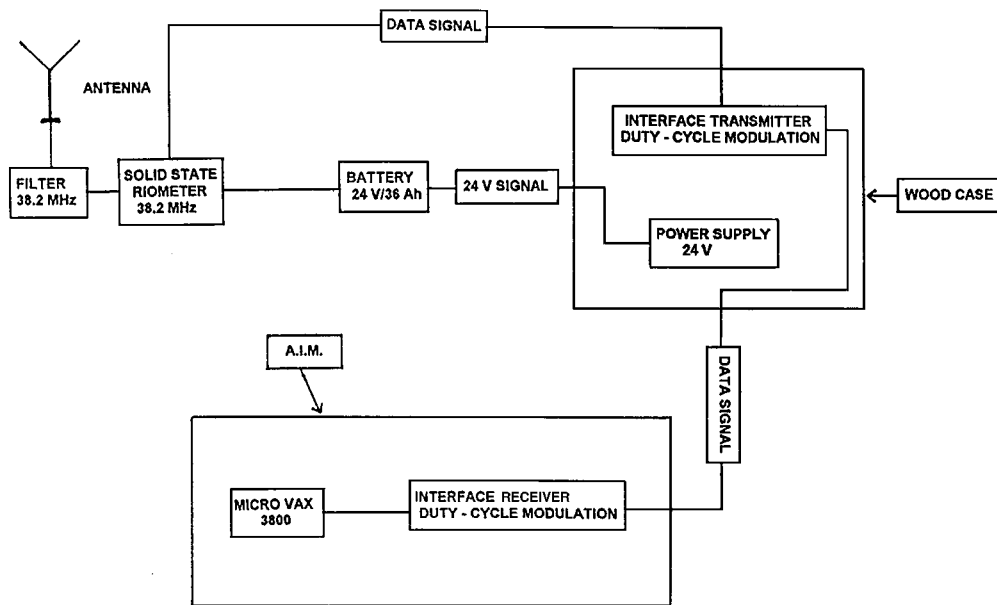 DATA SIGNAL
ANTENNA
INTERFACE TRANSMITTER
DUTY - CYCLE MODULATION
FILTER
38.2 MHz
SOLID STATE
RIOMETER
38.2 MHz
BATTERY
24 V/36 Ah
24 V SIGNAL
WOOD CASE
POWER SUPPLY
24 V
A.I.M.
DATA SIGNAL
MICRO VAX
3800
INTERFACE RECEIVER
DUTY - CYCLE MODULATION